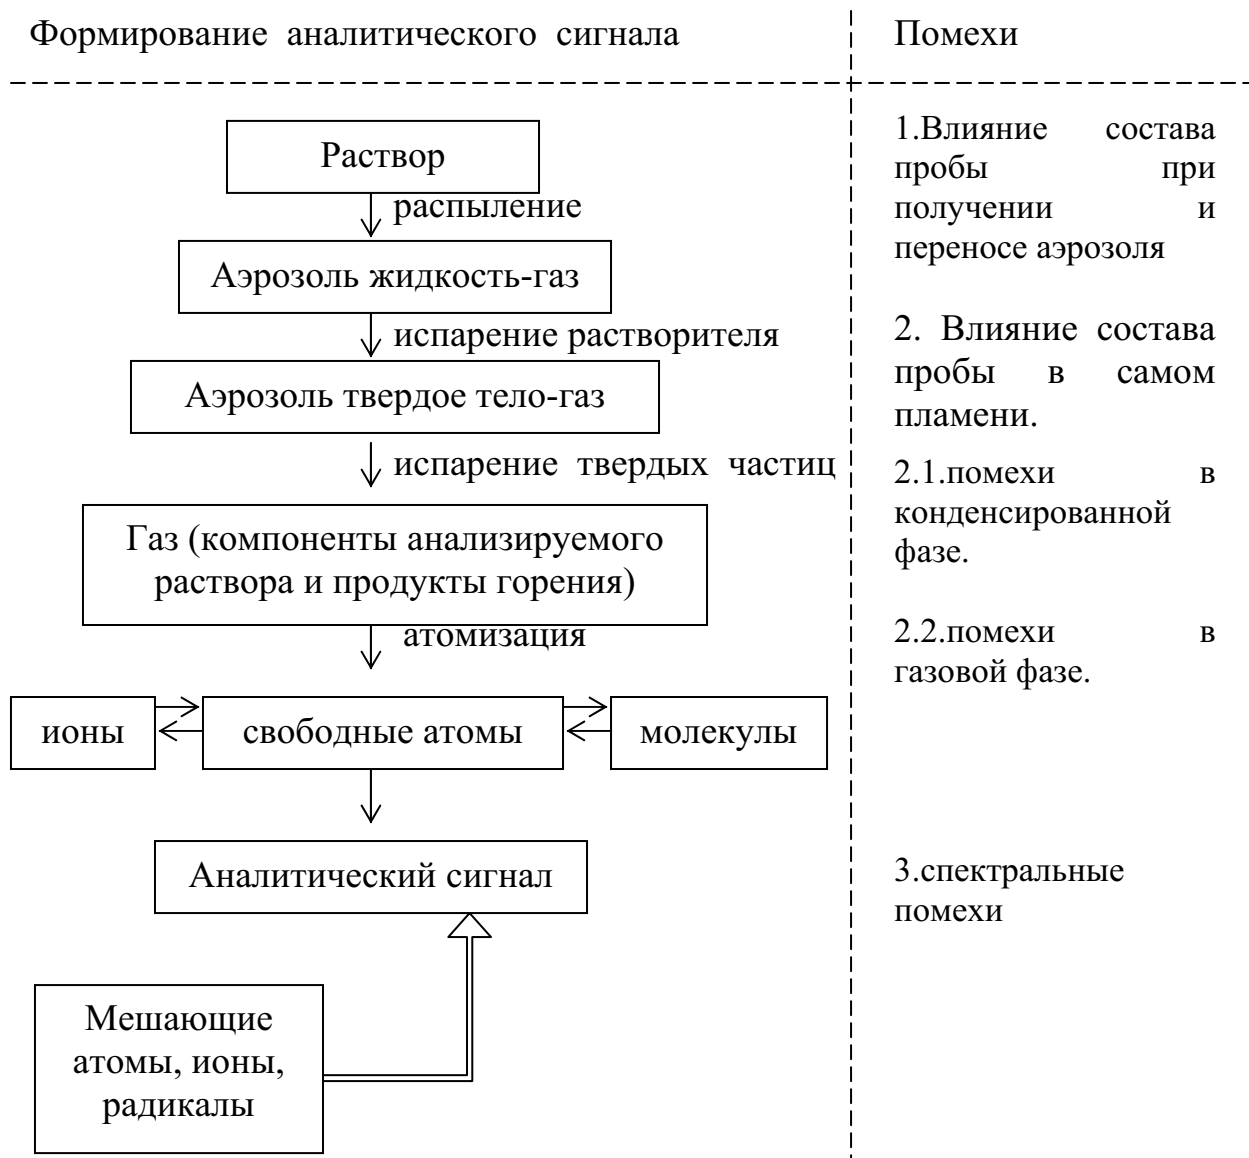 Формирование аналитического сигнала
Помехи
Раствор
распыление
Аэрозоль жидкость-газ
испарение растворителя
Аэрозоль твердое тело-газ
испарение твердых частиц
Газ (компоненты анализируемого
раствора и продукты горения)
атомизация
ионы
свободные атомы
молекулы
Аналитический сигнал
Мешающие
атомы, ионы,
радикалы
1.Влияние состава
пробы при
получении и
переносе аэрозоля
2. Влияние состава
пробы в самом
пламени.
2.1.помехи в
конденсированной
фазе.
2.2.помехи в
газовой фазе.
3.спектральные
помехи